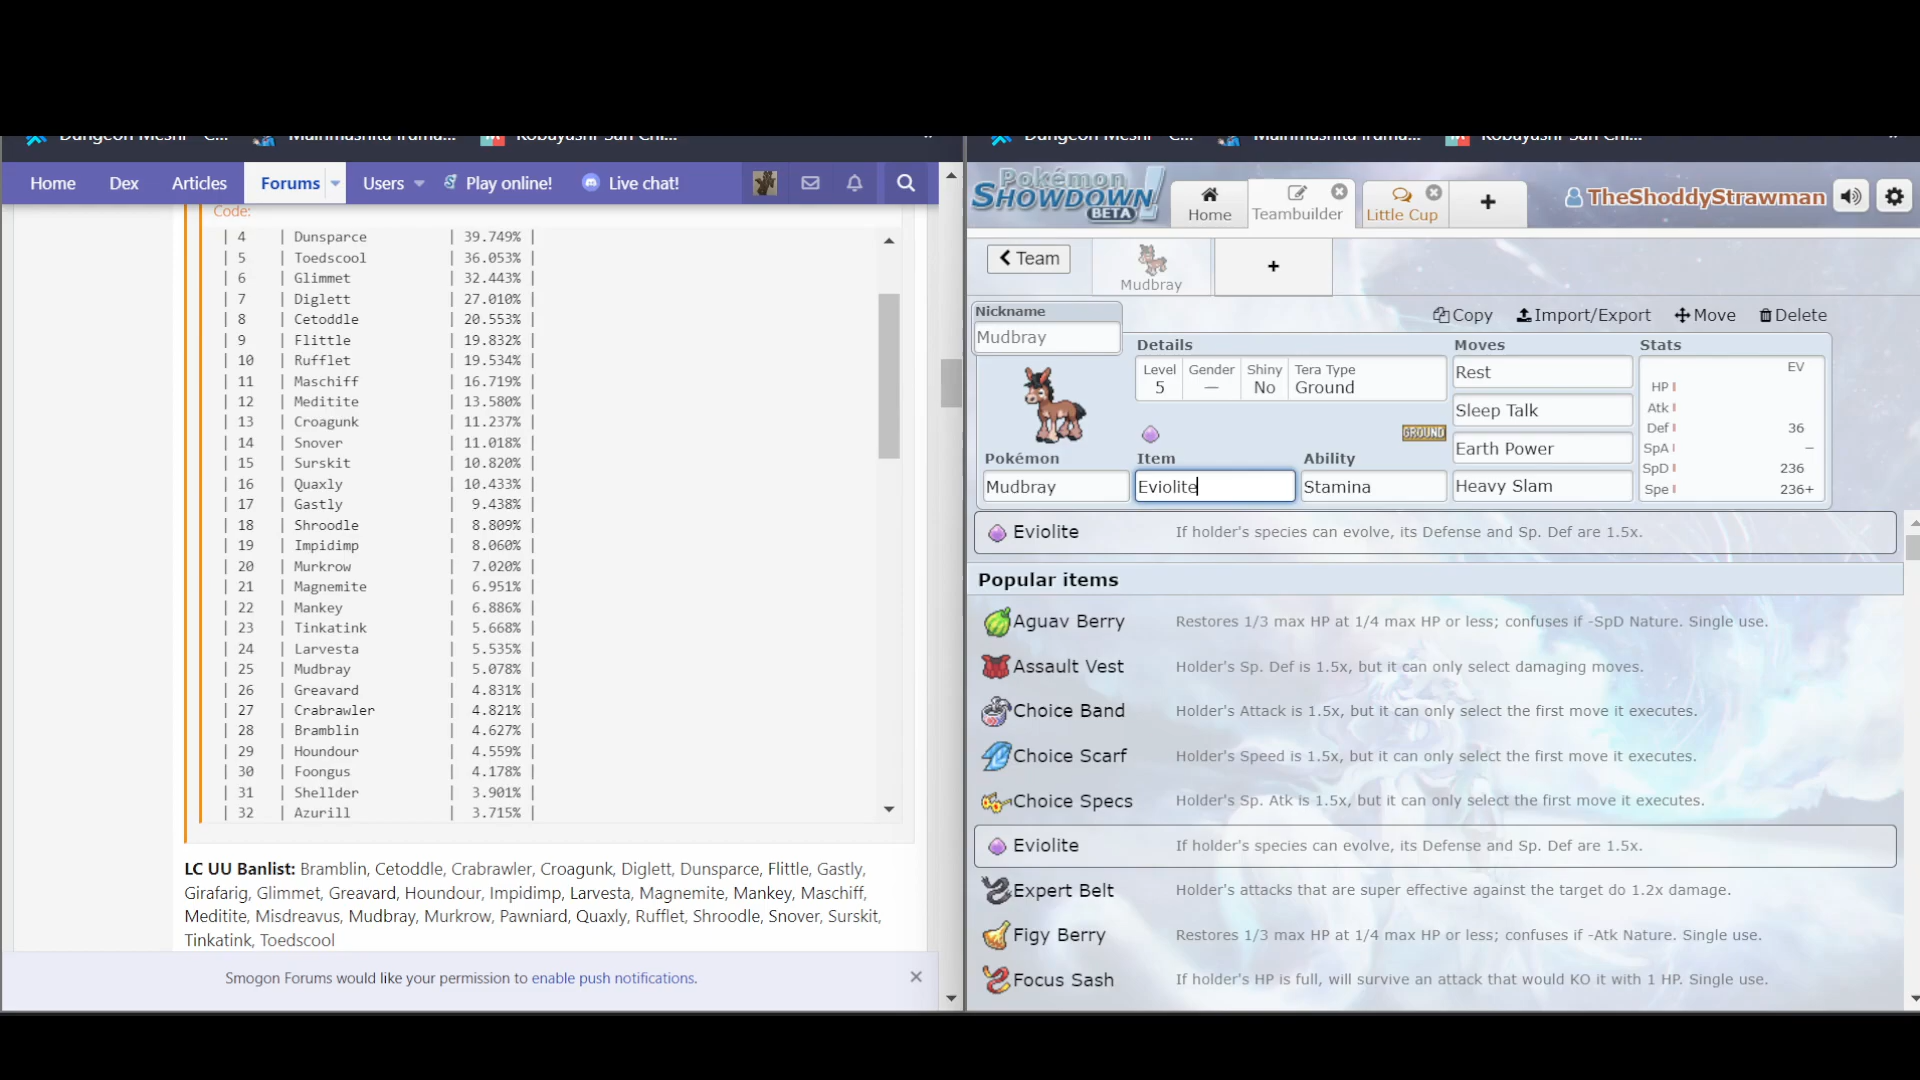 Dungeon Meshi - C...
Kobayashi-San Chi...
Dungeon Meshi - C...
Kobayashi-San Chi...
Home Dex Articles Forums Users Play online! Live chat!
Code:
| 4 | Dunsparce | 39.749% |
| 5 | Toedscool | 36.053% |
| 6 | Glimmet | 32.443% |
| 7 | Diglett | 27.010% |
| 8 | Cetoddle | 20.553% |
| 9 | Flittle | 19.832% |
| 10 | Rufflet | 19.534% |
| 11 | Maschiff | 16.719% |
| 12 | Meditite | 13.580% |
| 13 | Croagunk | 11.237% |
| 14 | Snover | 11.018% |
| 15 | Surskit | 10.820% |
| 16 | Quaxly | 10.433% |
| 17 | Gastly | 9.438% |
| 18 | Shroodle | 8.809% |
| 19 | Impidimp | 8.060% |
| 20 | Murkrow | 7.020% |
| 21 | Magnemite | 6.951% |
| 22 | Mankey | 6.886% |
| 23 | Tinkatink | 5.668% |
| 24 | Larvesta | 5.535% |
| 25 | Mudbray | 5.078% |
| 26 | Greavard | 4.831% |
| 27 | Crabrawler | 4.821% |
| 28 | Bramblin | 4.627% |
| 29 | Houndour | 4.559% |
| 30 | Foongus | 4.178% |
| 31 | Shellder | 3.901% |
| 32 | Azurill | 3.715% |
LC UU Banlist: Bramblin, Cetoddle, Crabrawler, Croagunk, Diglett, Dunsparce, Flittle, Gastly,
Girafarig, Glimmet, Greavard, Houndour, Impidimp, Larvesta, Magnemite, Mankey, Maschiff,
Meditite, Misdreavus, Mudbray, Murkrow, Pawniard, Quaxly, Rufflet, Shroodle, Snover, Surskit,
Tinkatink, Toedscool
Smogon Forums would like your permission to enable push notifications.
Pokémon
SHOWDOWN!
BETA
Home
Teambuilder
Little Cup
+
TheShoddyStrawman
Team
Mudbray
+
Nickname
Mudbray
Copy Import/Export Move Delete
Details
Level Gender Shiny Tera Type
5 — No Ground
GROUND
Pokémon Item Ability
Mudbray Eviolite Stamina
Moves
Rest
Sleep Talk
Earth Power
Heavy Slam
Stats
EV
HP
Atk
Def 36
SpA –
SpD 236
Spe 236+
Eviolite If holder's species can evolve, its Defense and Sp. Def are 1.5x.
Popular items
Aguav Berry Restores 1/3 max HP at 1/4 max HP or less; confuses if -SpD Nature. Single use.
Assault Vest Holder's Sp. Def is 1.5x, but it can only select damaging moves.
Choice Band Holder's Attack is 1.5x, but it can only select the first move it executes.
Choice Scarf Holder's Speed is 1.5x, but it can only select the first move it executes.
Choice Specs Holder's Sp. Atk is 1.5x, but it can only select the first move it executes.
Eviolite If holder's species can evolve, its Defense and Sp. Def are 1.5x.
Expert Belt Holder's attacks that are super effective against the target do 1.2x damage.
Figy Berry Restores 1/3 max HP at 1/4 max HP or less; confuses if -Atk Nature. Single use.
Focus Sash If holder's HP is full, will survive an attack that would KO it with 1 HP. Single use.